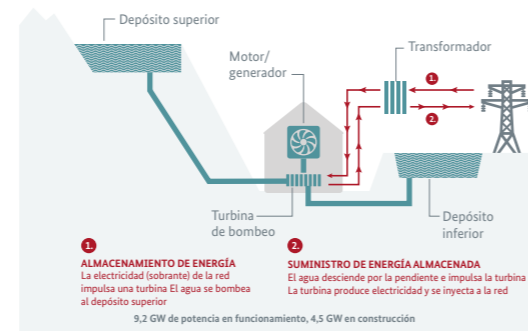 Depósito superior
Motor/
generador
Transformador
1.
2.
Turbina
de bombeo
Depósito
inferior
1.
ALMACENAMIENTO DE ENERGÍA
La electricidad (sobrante) de la red
impulsa una turbina El agua se bombea
al depósito superior
2.
SUMINISTRO DE ENERGÍA ALMACENADA
El agua desciende por la pendiente e impulsa la turbina
La turbina produce electricidad y se inyecta a la red
9,2 GW de potencia en funcionamiento, 4,5 GW en construcción